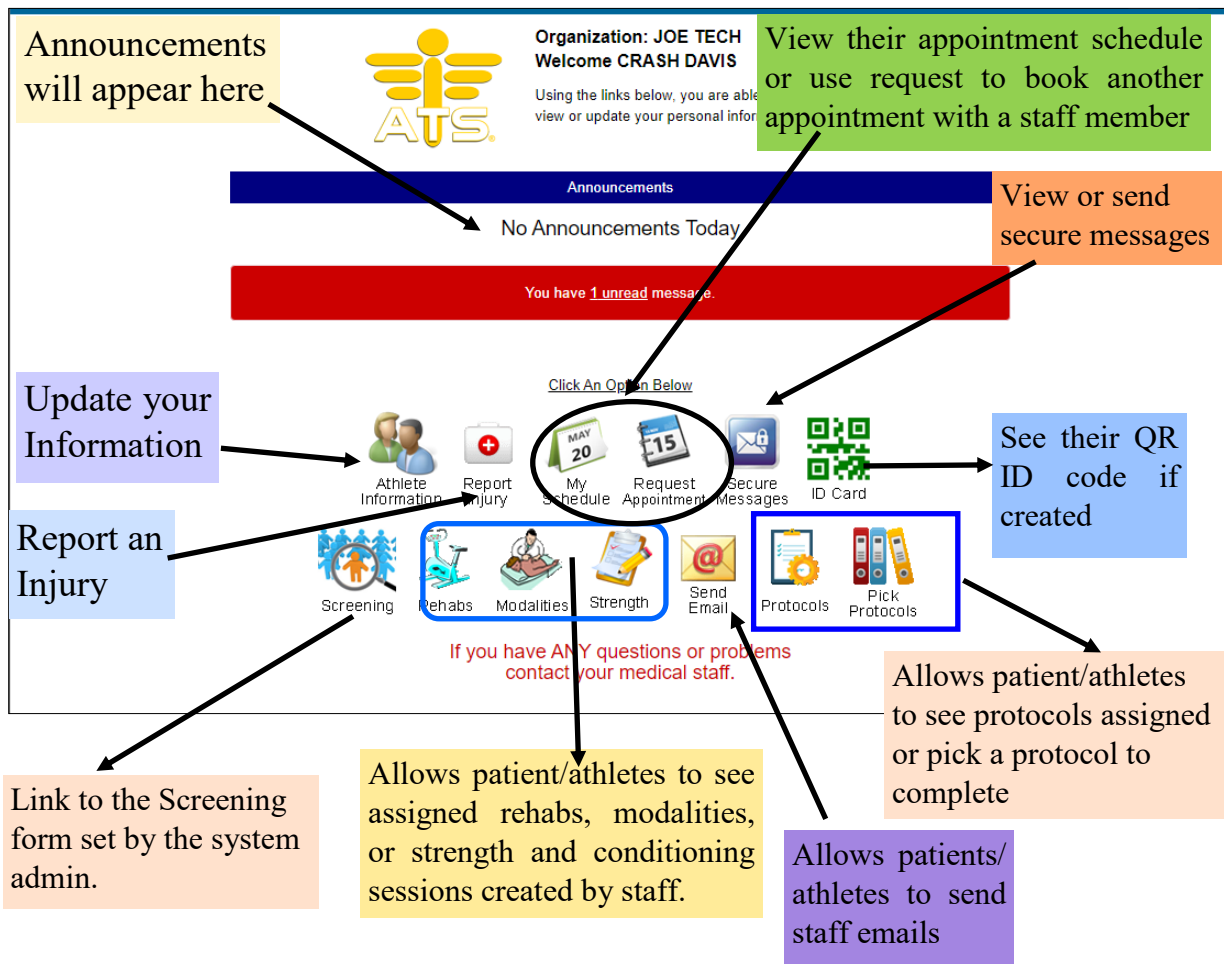 Announcements
will appear here
ATS.
Organization: JOE TECH
Welcome CRASH DAVIS
Using the links below, you are able
view or update your personal infor
View their appointment schedule
or use request to book another
appointment with a staff member
Announcements
No Announcements Today
View or send
secure messages
You have 1 unread message.
Click An Option Below
Update your
Information
MAY
20
15
Athlete
Information
Report
Injury
My
Schedule
Request
Appointment
Secure
Messages
ID Card
See their QR
ID code if
created
Report an
Injury
@
Screening
Rehabs
Modalities
Strength
Send
Email
Protocols
Pick
Protocols
If you have ANY questions or problems
contact your medical staff.
Allows patient/athletes
to see protocols assigned
or pick a protocol to
complete
Link to the Screening
form set by the system
admin.
Allows patient/athletes to see
assigned rehabs, modalities,
or strength and conditioning
sessions created by staff.
Allows patients/
athletes to send
staff emails